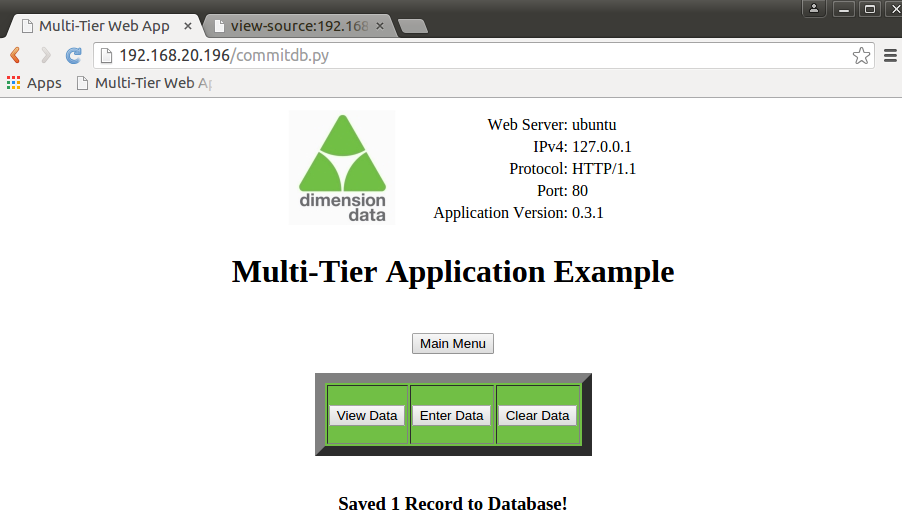 Multi-Tier Web App
view-source:192.168
192.168.20.196/commitdb.py
Apps
Multi-Tier Web Ap
dimension
data
Web Server: ubuntu
IPv4: 127.0.0.1
Protocol: HTTP/1.1
Port: 80
Application Version: 0.3.1
Multi-Tier Application Example
Main Menu
View Data Enter Data Clear Data
Saved 1 Record to Database!